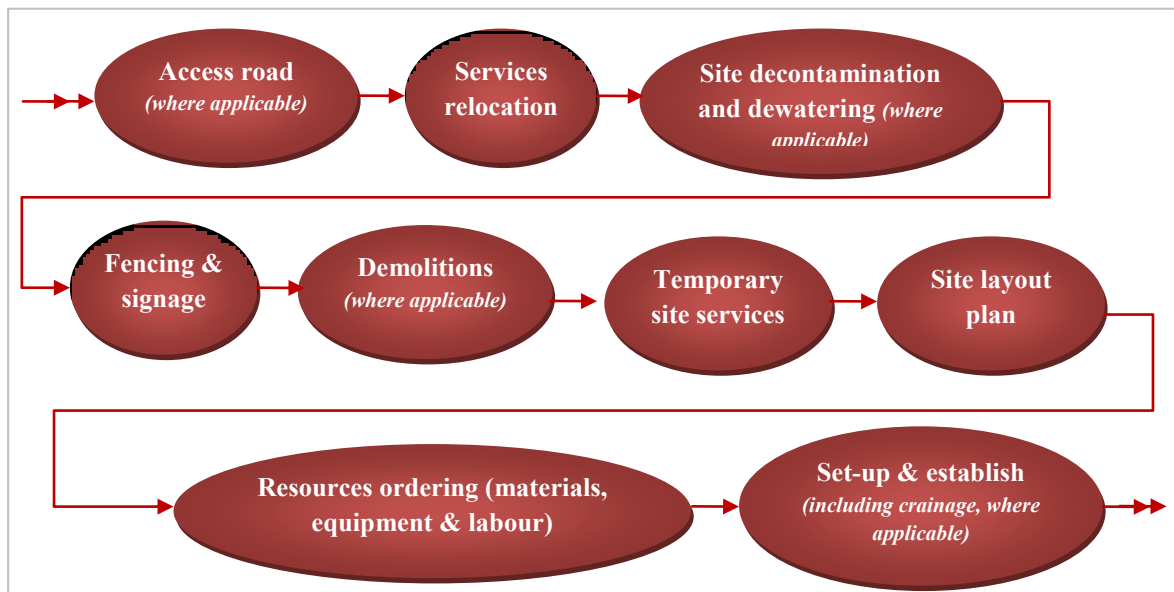 Access road
(where applicable)
Services
relocation
Site decontamination
and dewatering (where
applicable)
Fencing &
signage
Demolitions
(where applicable)
Temporary
site services
Site layout
plan
Resources ordering (materials,
equipment & labour)
Set-up & establish
(including crainage, where
applicable)